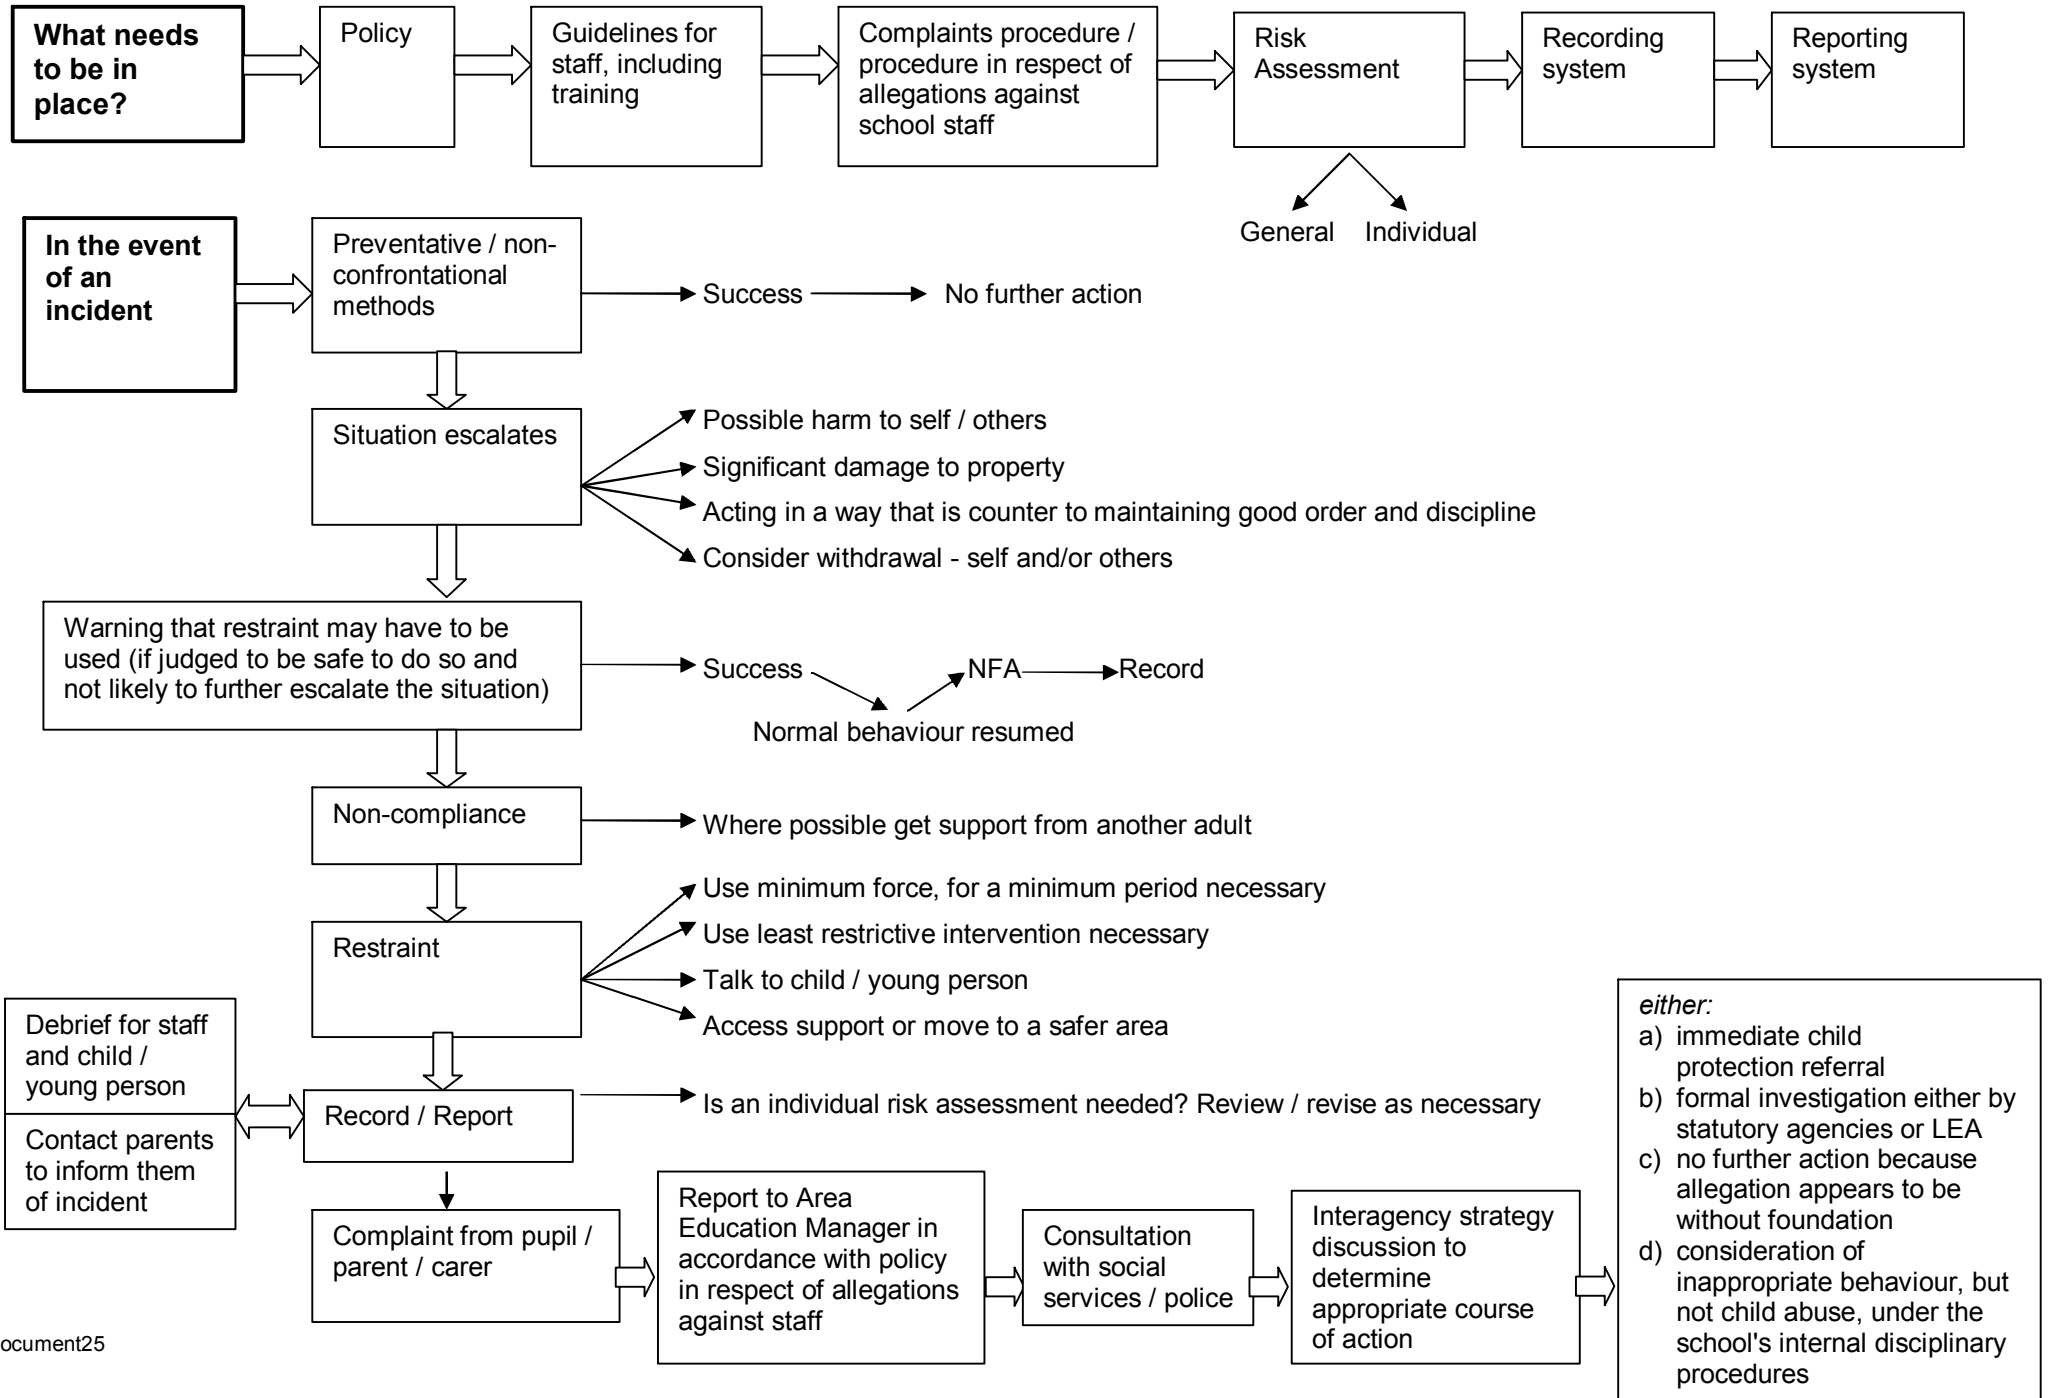 What needs
to be in
place?
Policy
Guidelines for
staff, including
training
Complaints procedure /
procedure in respect of
allegations against
school staff
Risk
Assessment
Recording
system
Reporting
system
General
Individual
In the event
of an
incident
Preventative / non-
confrontational
methods
Success
No further action
Situation escalates
Possible harm to self / others
Significant damage to property
Acting in a way that is counter to maintaining good order and discipline
Consider withdrawal - self and/or others
Warning that restraint may have to be
used (if judged to be safe to do so and
not likely to further escalate the situation)
Success
NFA
Record
Normal behaviour resumed
Non-compliance
Where possible get support from another adult
Restraint
Use minimum force, for a minimum period necessary
Use least restrictive intervention necessary
Talk to child / young person
Access support or move to a safer area
Debrief for staff
and child /
young person
Contact parents
to inform them
of incident
Record / Report
Is an individual risk assessment needed? Review / revise as necessary
Complaint from pupil /
parent / carer
Report to Area
Education Manager in
accordance with policy
in respect of allegations
against staff
Consultation
with social
services / police
Interagency strategy
discussion to
determine
appropriate course
of action
either:
a) immediate child
protection referral
b) formal investigation either by
statutory agencies or LEA
c) no further action because
allegation appears to be
without foundation
d) consideration of
inappropriate behaviour, but
not child abuse, under the
school's internal disciplinary
procedures
ocument25